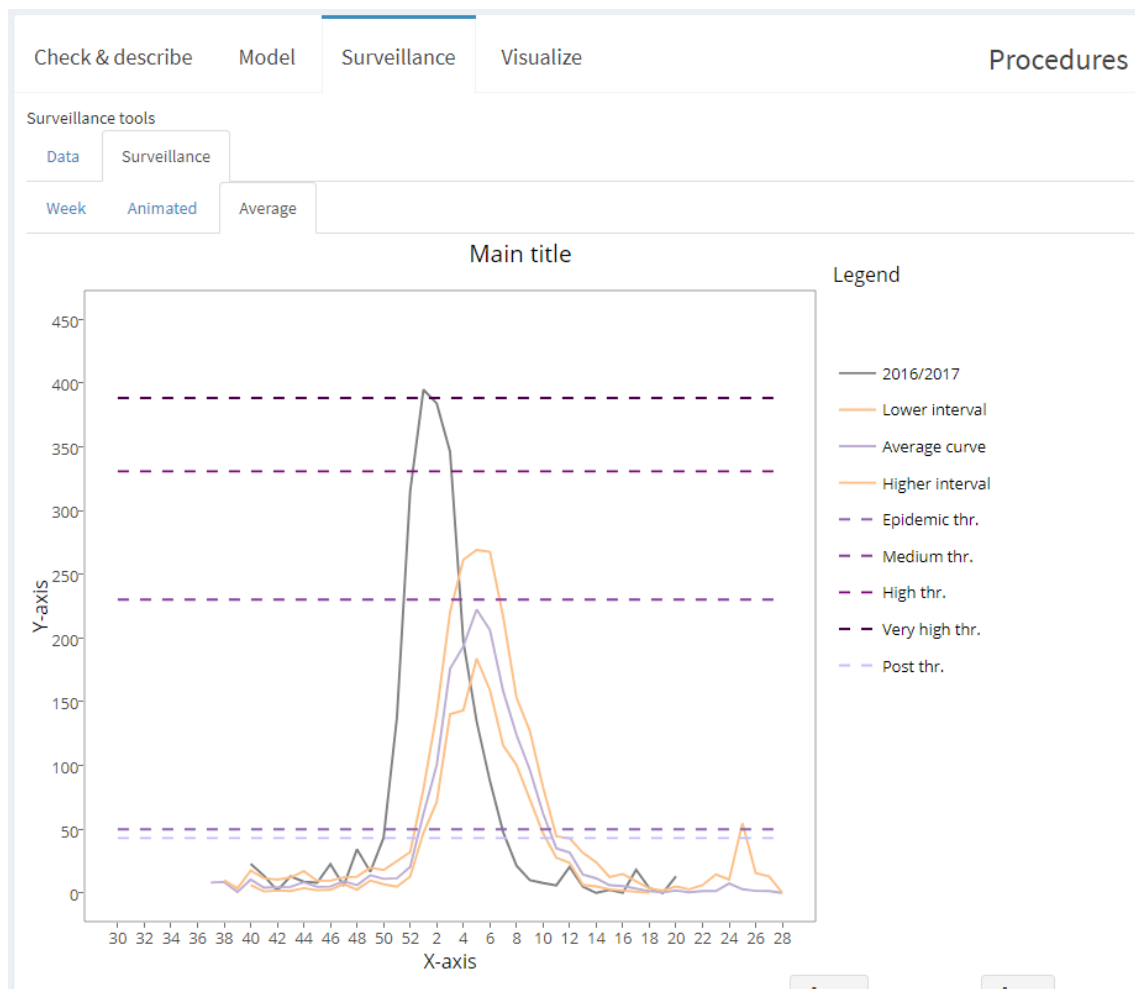 Check & describe Model Surveillance Visualize Procedures
Surveillance tools
Data Surveillance
Week Animated Average
Main title
Legend
450
400
350
300
250
200
150
100
50
0
Y-axis
2016/2017
Lower interval
Average curve
Higher interval
Epidemic thr.
Medium thr.
High thr.
Very high thr.
Post thr.
30 32 34 36 38 40 42 44 46 48 50 52 2 4 6 8 10 12 14 16 18 20 22 24 26 28
X-axis